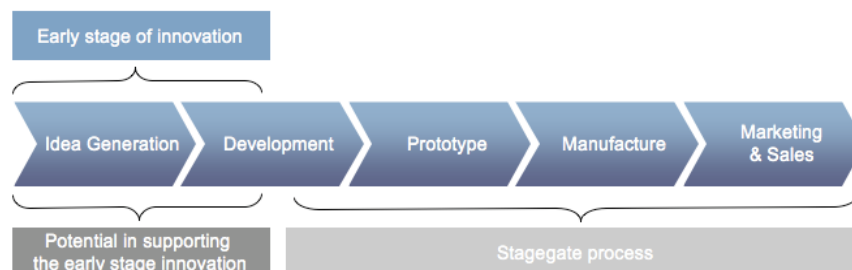 Early stage of innovation
Idea Generation
Development
Prototype
Manufacture
Marketing
& Sales
Potential in supporting
the early stage innovation
Stagegate process